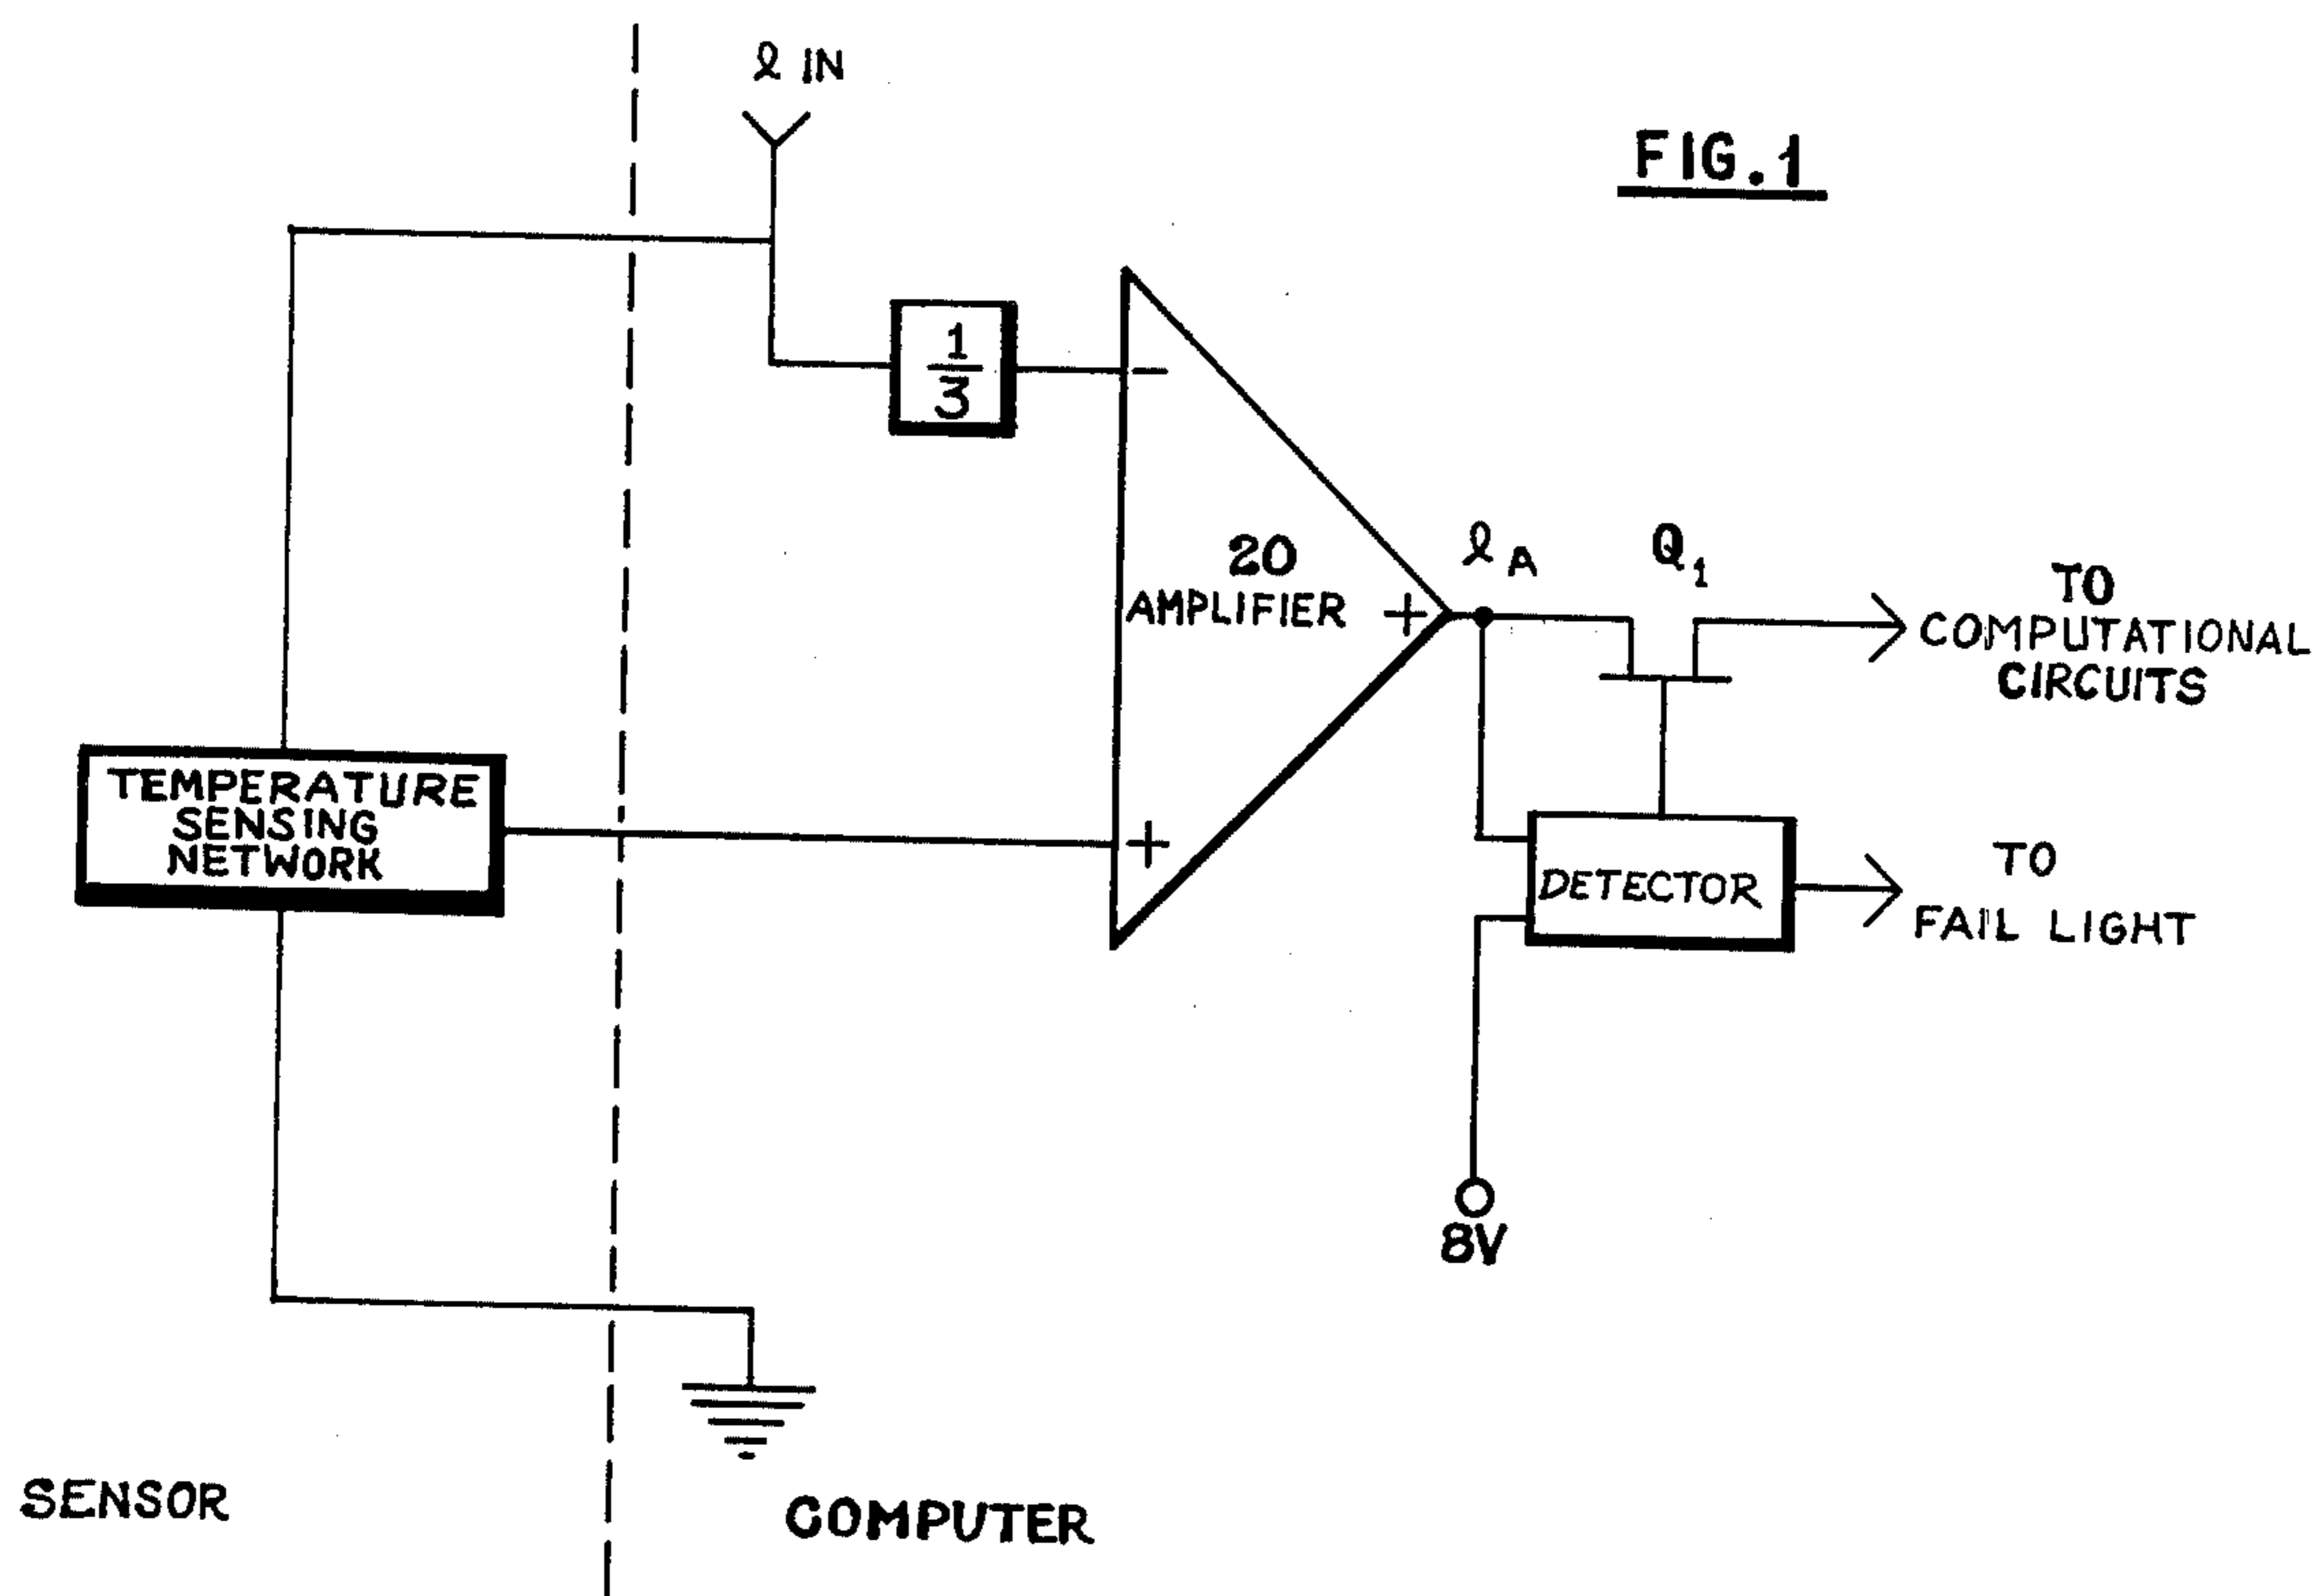 ℓ IN
FIG.1
1
3
−
20
AMPLIFIER
+
ℓ A
Q 1
TO
COMPUTATIONAL
CIRCUITS
TEMPERATURE
SENSING
NETWORK
+
DETECTOR
TO
FAIL LIGHT
8V
SENSOR
COMPUTER